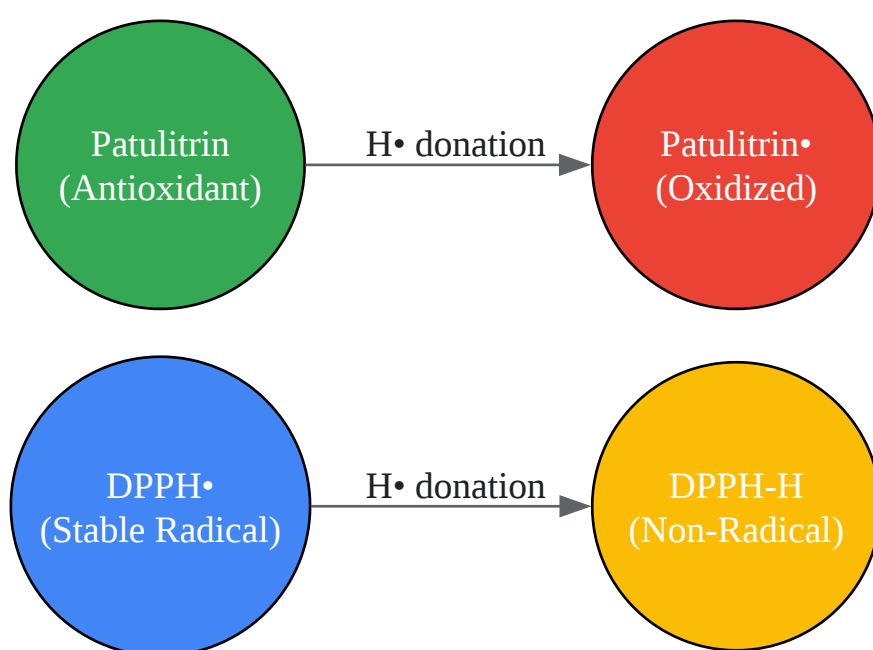 Patulitrin
(Antioxidant)
H• donation
Patulitrin•
(Oxidized)
DPPH•
(Stable Radical)
H• donation
DPPH-H
(Non-Radical)